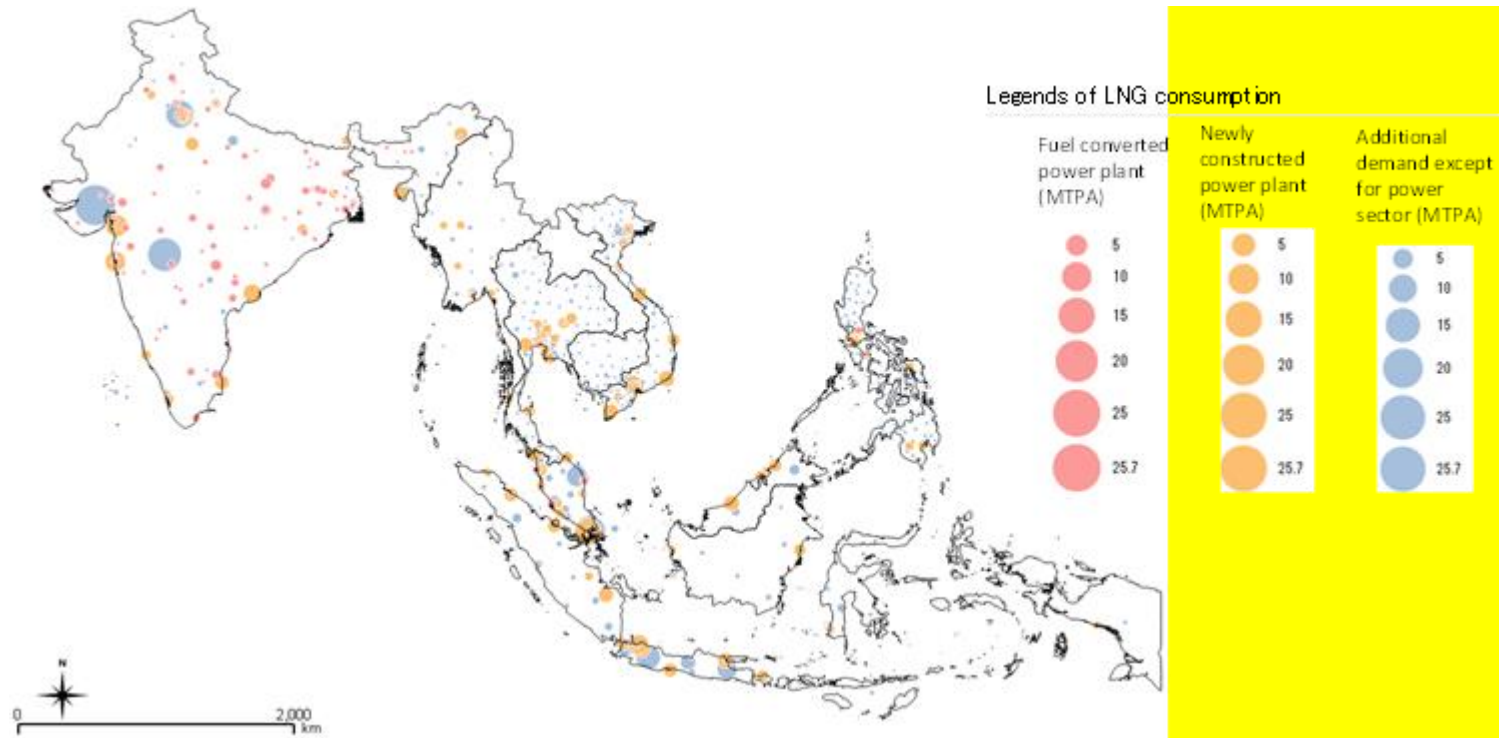 Legends of LNG consumption
Fuel converted
power plant
(MTPA)
5
10
15
20
25
25.7
Newly
constructed
power plant
(MTPA)
5
10
15
20
25
25.7
Additional
demand except
for power
sector (MTPA)
5
10
15
20
25
25.7
N
0 2,000
km